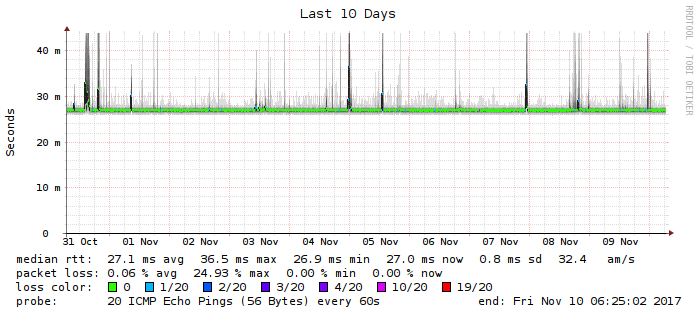 Last 10 Days
RRDTOOL / TOBI OETIKER
Seconds
40 m
30 m
20 m
10 m
0
31 Oct 01 Nov 02 Nov 03 Nov 04 Nov 05 Nov 06 Nov 07 Nov 08 Nov 09 Nov
median rtt: 27.1 ms avg 36.5 ms max 26.9 ms min 27.0 ms now 0.8 ms sd 32.4 am/s
packet loss: 0.06 % avg 24.93 % max 0.00 % min 0.00 % now
loss color: 0 1/20 2/20 3/20 4/20 10/20 19/20
probe: 20 ICMP Echo Pings (56 Bytes) every 60s end: Fri Nov 10 06:25:02 2017